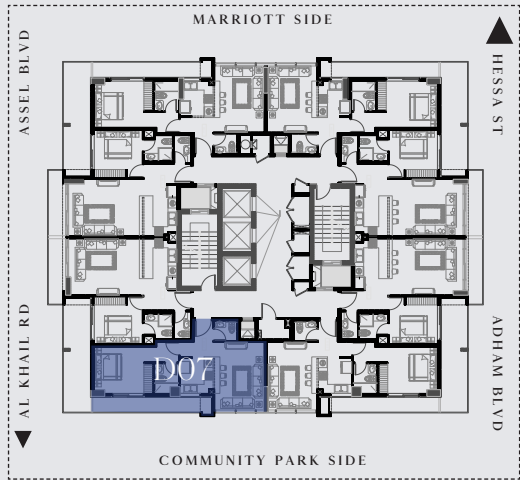 MARRIOTT SIDE
ASSEL BLVD
HESSA ST
AL KHAIL RD
ADHAM BLVD
D07
COMMUNITY PARK SIDE